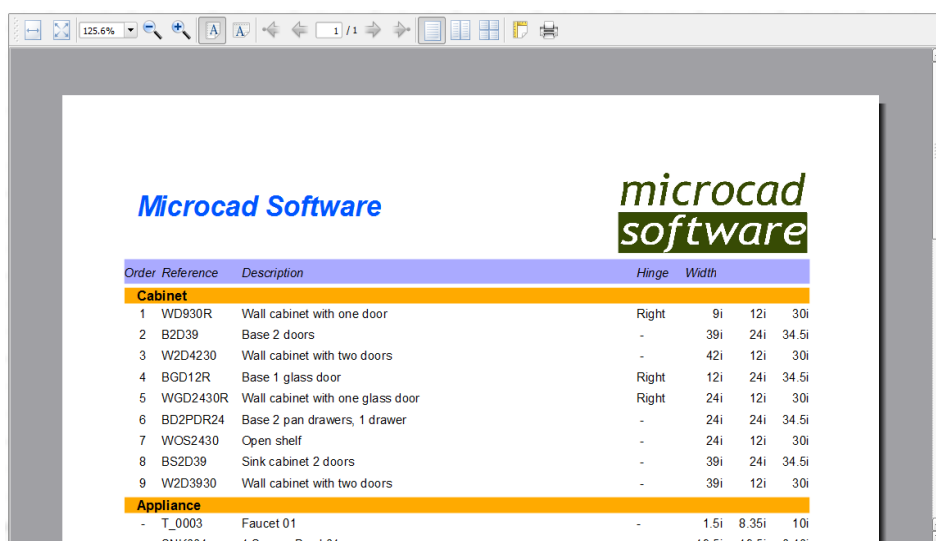 125.6% A A 1 / 1
Microcad Software
microcad
software
Order Reference Description Hinge Width
Cabinet
1 WD930R Wall cabinet with one door Right 9i 12i 30i
2 B2D39 Base 2 doors - 39i 24i 34.5i
3 W2D4230 Wall cabinet with two doors - 42i 12i 30i
4 BGD12R Base 1 glass door Right 12i 24i 34.5i
5 WGD2430R Wall cabinet with one glass door Right 24i 12i 30i
6 BD2PDR24 Base 2 pan drawers, 1 drawer - 24i 24i 34.5i
7 WOS2430 Open shelf - 24i 12i 30i
8 BS2D39 Sink cabinet 2 doors - 39i 24i 34.5i
9 W2D3930 Wall cabinet with two doors - 39i 12i 30i
Appliance
- T_0003 Faucet 01 - 1.5i 8.35i 10i